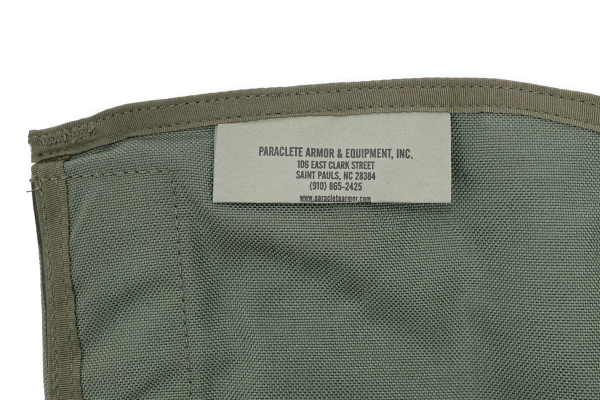 PARACLETE ARMOR & EQUIPMENT, INC.
106 EAST CLARK STREET
SAINT PAULS, NC 28384
(910) 865-2425
www.paracletearmor.com